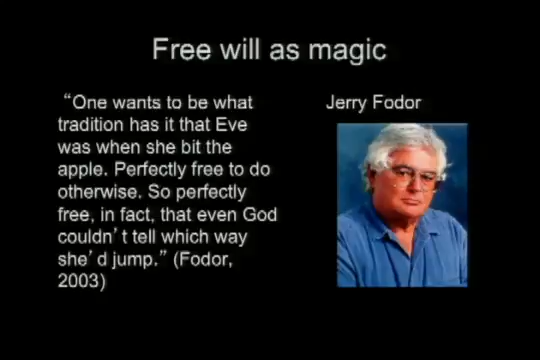 Free will as magic
“One wants to be what
tradition has it that Eve
was when she bit the
apple. Perfectly free to do
otherwise. So perfectly
free, in fact, that even God
couldn’t tell which way
she’d jump.” (Fodor,
2003)
Jerry Fodor